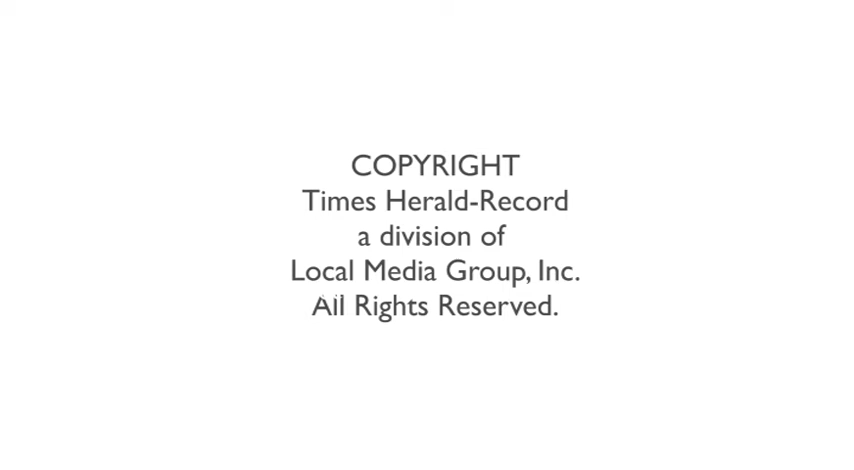 COPYRIGHT
Times Herald-Record
a division of
Local Media Group, Inc.
All Rights Reserved.